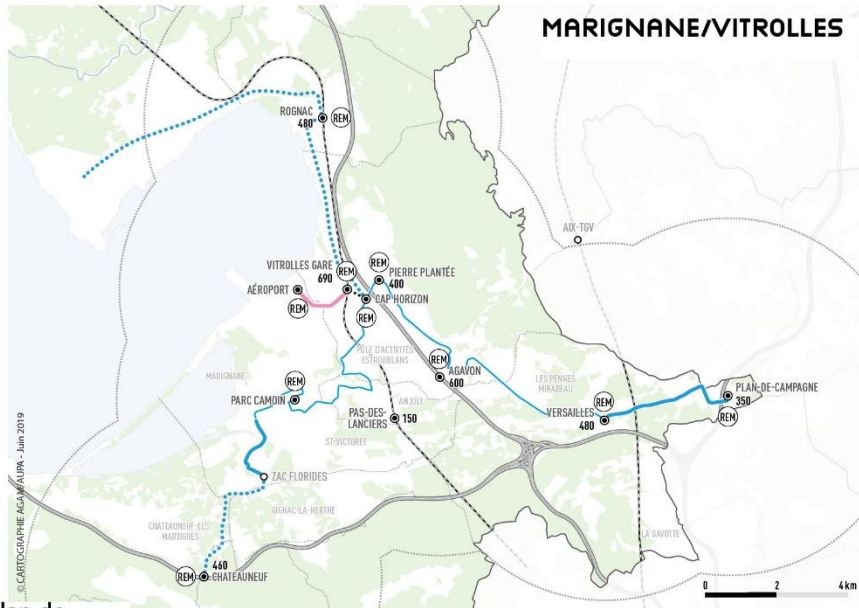 MARIGNANE/VITROLLES
ROGNAC
480
REM
AIX-TGV
VITROLLES GARE
690
REM
REM
PIERRE PLANTÉE
400
AÉROPORT
REM
CAP HORIZON
REM
PÔLE D'ACTIVITÉS
ESTROUBLANS
REM
AGAVON
600
MARIGNANE
REM
PARC CAMOIN
LES PENNES
MIRABEAU
PLAN-DE-CAMPAGNE
350
REM
REM
VERSAILLES
480
ANJOLY
PAS-DES-
LANCIERS
150
ST-VICTORET
ZAC FLORIDES
CHATEAUNEUF-LES
MARTIGUES
GIGNAC-LA-NERTHE
LA GAVOTTE
460
REM
CHATEAUNEUF
0 2 4 km
© CARTOGRAPHIE AGAM/AUPA - Juin 2019